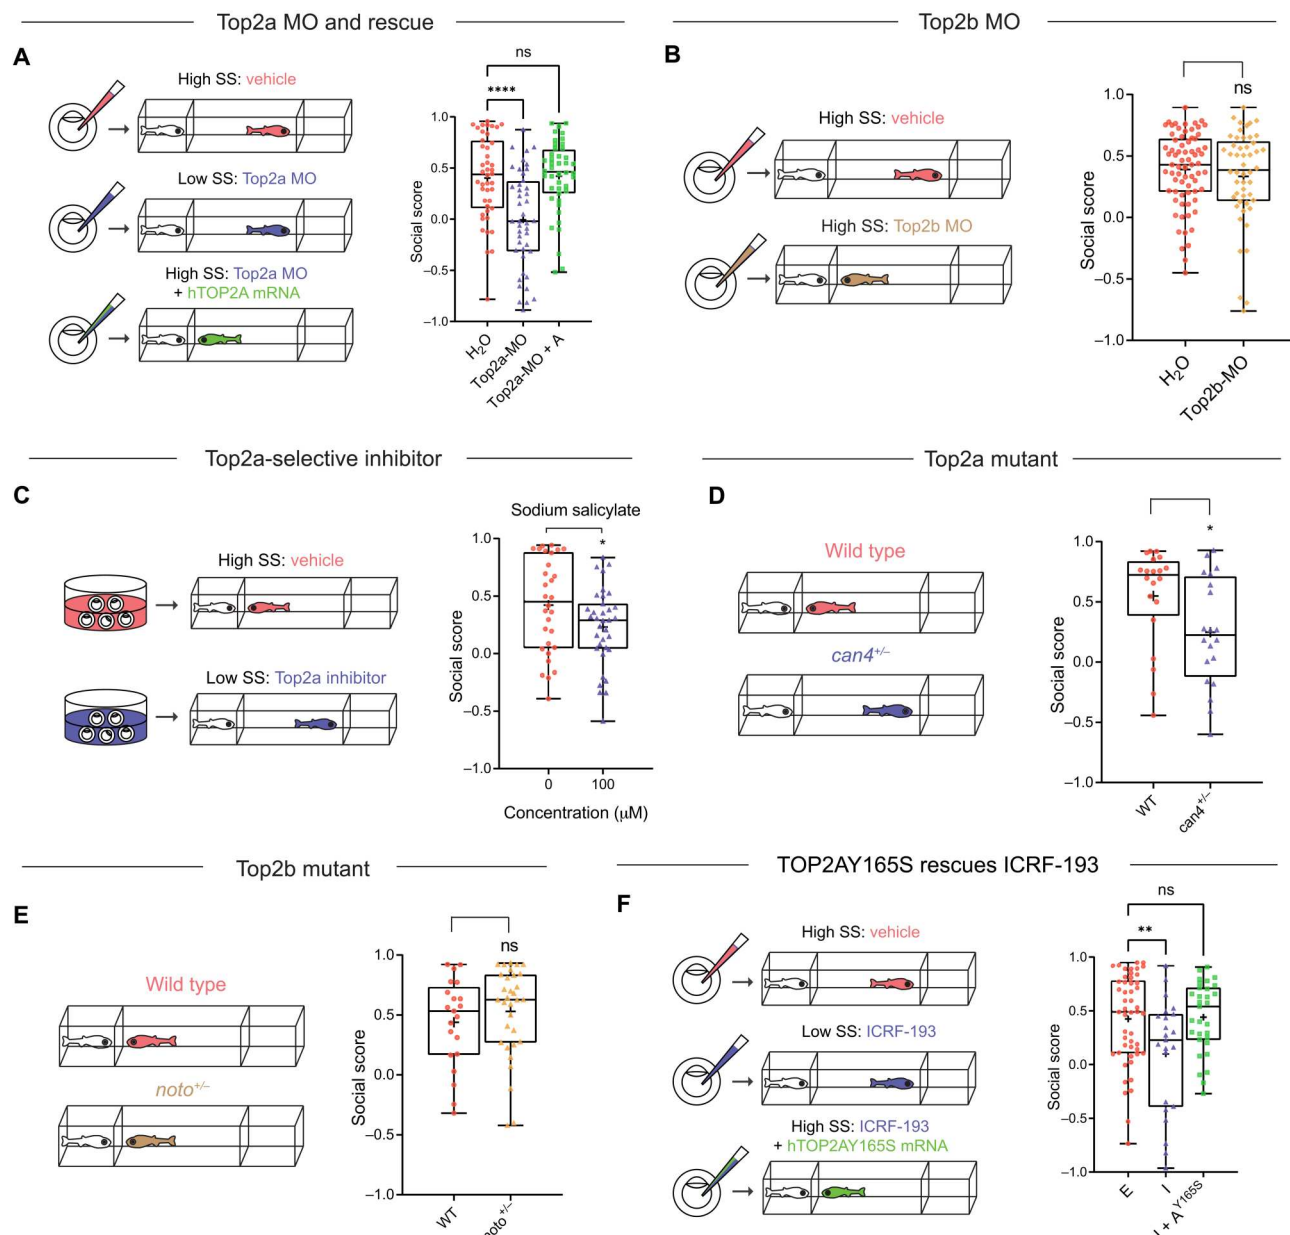 Top2a MO and rescue
A
High SS: vehicle
Low SS: Top2a MO
High SS: Top2a MO
+ hTOP2A mRNA
ns
****
Social score
1.0
0.5
0.0
–0.5
–1.0
H2O
Top2a-MO
Top2a-MO + A
Top2b MO
B
High SS: vehicle
High SS: Top2b MO
ns
Social score
1.0
0.5
0.0
–0.5
–1.0
H2O
Top2b-MO
Top2a-selective inhibitor
C
High SS: vehicle
Low SS: Top2a inhibitor
Sodium salicylate
*
Social score
1.0
0.5
0.0
–0.5
–1.0
0
100
Concentration (μM)
Top2a mutant
D
Wild type
can4+/–
*
Social score
1.0
0.5
0.0
–0.5
–1.0
WT
can4+/–
Top2b mutant
E
Wild type
noto+/–
ns
Social score
1.0
0.5
0.0
–0.5
–1.0
WT
noto+/–
TOP2AY165S rescues ICRF-193
F
High SS: vehicle
Low SS: ICRF-193
High SS: ICRF-193
+ hTOP2AY165S mRNA
ns
**
Social score
1.0
0.5
0.0
–0.5
–1.0
E
I
I + A Y165S